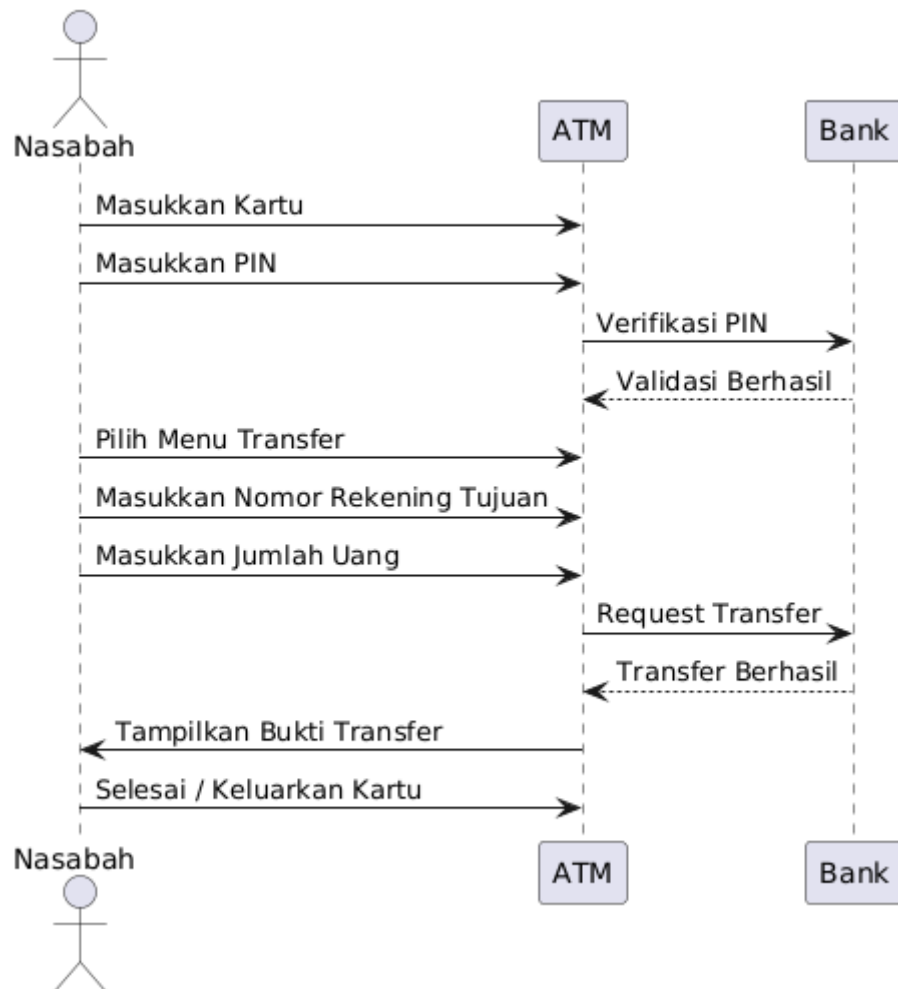 Nasabah
ATM
Bank
Masukkan Kartu
Masukkan PIN
Verifikasi PIN
Validasi Berhasil
Pilih Menu Transfer
Masukkan Nomor Rekening Tujuan
Masukkan Jumlah Uang
Request Transfer
Transfer Berhasil
Tampilkan Bukti Transfer
Selesai / Keluarkan Kartu
Nasabah
ATM
Bank